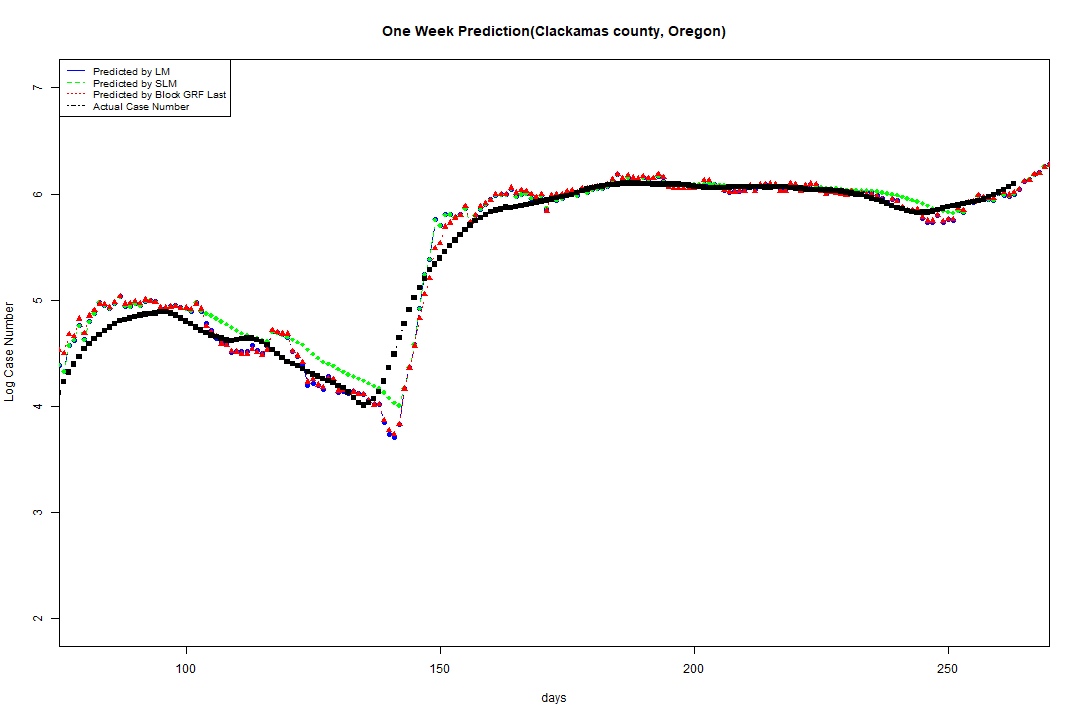 One Week Prediction(Clackamas county, Oregon)
Predicted by LM
Predicted by SLM
Predicted by Block GRF Last
Actual Case Number
7
6
5
4
3
2
Log Case Number
100 150 200 250
days